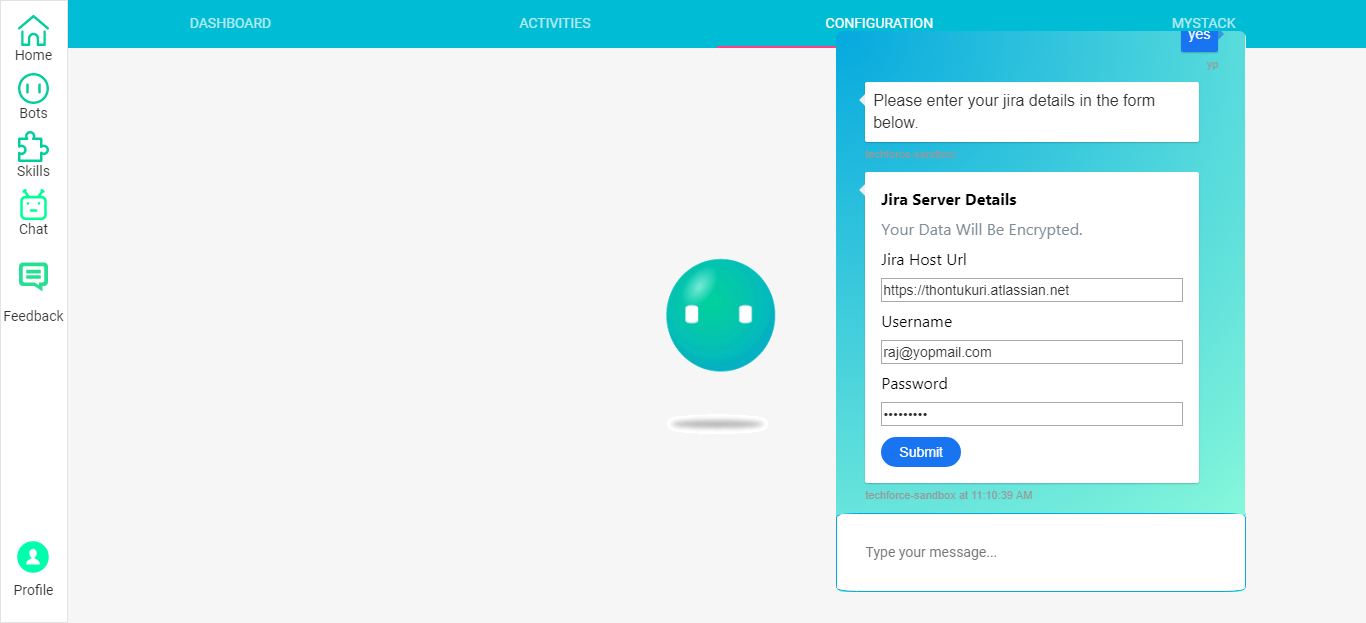 Home
Bots
Skills
Chat
Feedback
Profile
DASHBOARD
ACTIVITIES
CONFIGURATION
MYSTACK
yes
yp
Please enter your jira details in the form
below.
techforce-sandbox
Jira Server Details
Your Data Will Be Encrypted.
Jira Host Url
https://thontukuri.atlassian.net
Username
raj@yopmail.com
Password
•••••••••
Submit
techforce-sandbox at 11:10:39 AM
Type your message...